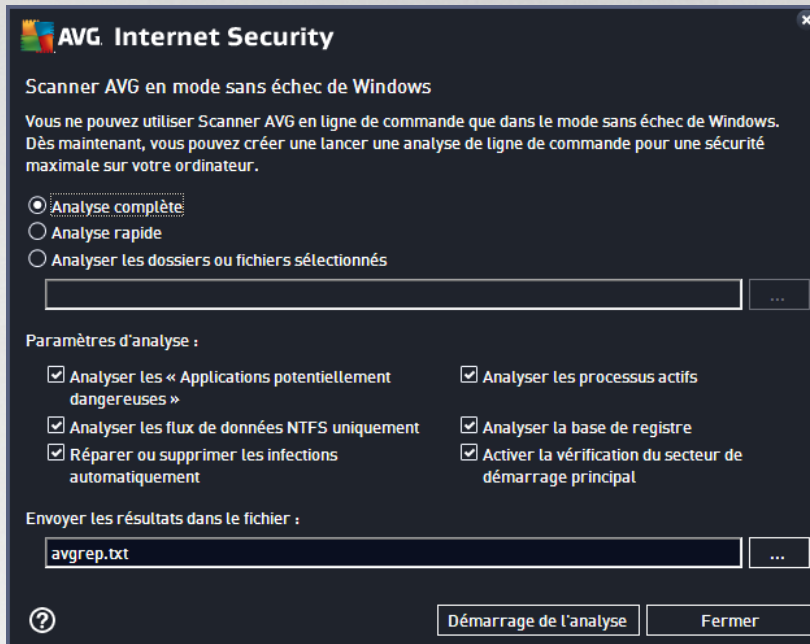 AVG. Internet Security
Scanner AVG en mode sans échec de Windows
Vous ne pouvez utiliser Scanner AVG en ligne de commande que dans le mode sans échec de Windows.
Dès maintenant, vous pouvez créer une lancer une analyse de ligne de commande pour une sécurité
maximale sur votre ordinateur.
Analyse complète
Analyse rapide
Analyser les dossiers ou fichiers sélectionnés
...
Paramètres d'analyse :
Analyser les « Applications potentiellement
dangereuses »
Analyser les processus actifs
Analyser les flux de données NTFS uniquement
Analyser la base de registre
Réparer ou supprimer les infections
automatiquement
Activer la vérification du secteur de
démarrage principal
Envoyer les résultats dans le fichier :
avgrep.txt
...
?
Démarrage de l'analyse
Fermer